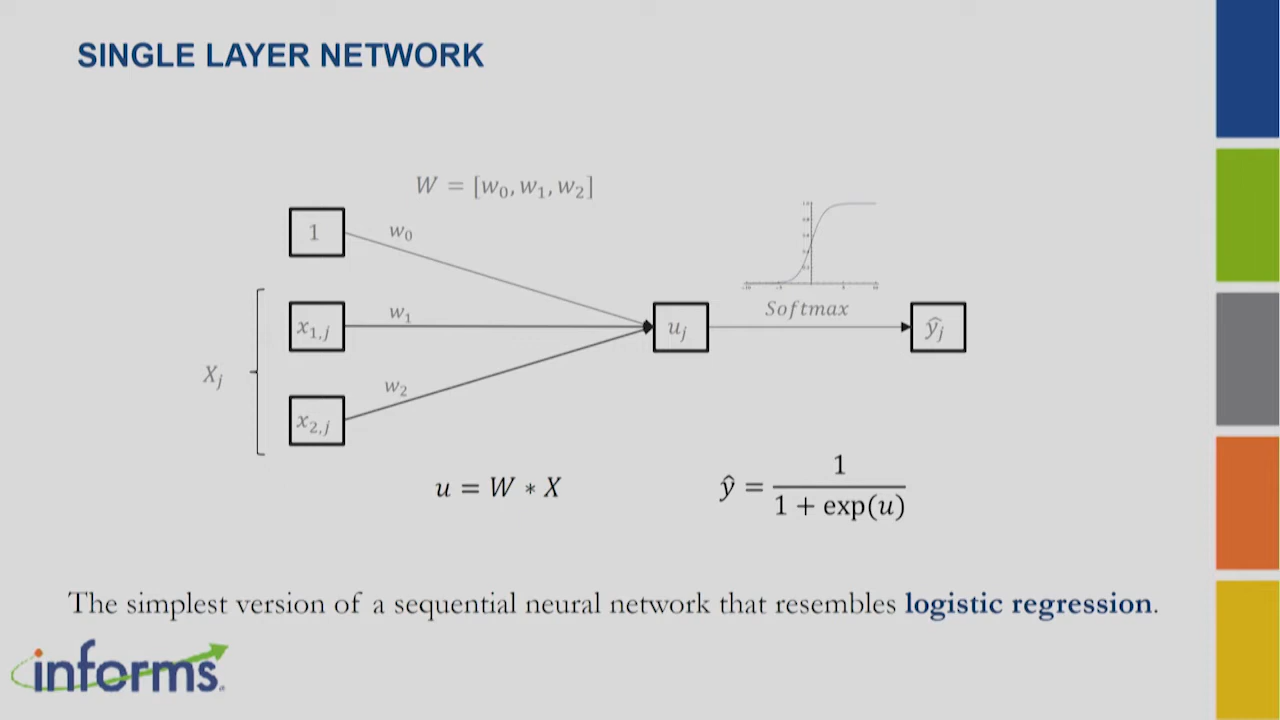 SINGLE LAYER NETWORK
W = [w₀, w₁, w₂]
1
w₀
x₁,ⱼ
w₁
Xⱼ
x₂,ⱼ
w₂
uⱼ
Softmax
ŷⱼ
u = W ∗ X
ŷ = 1 / 1 + exp(u)
The simplest version of a sequential neural network that resembles logistic regression.
informs